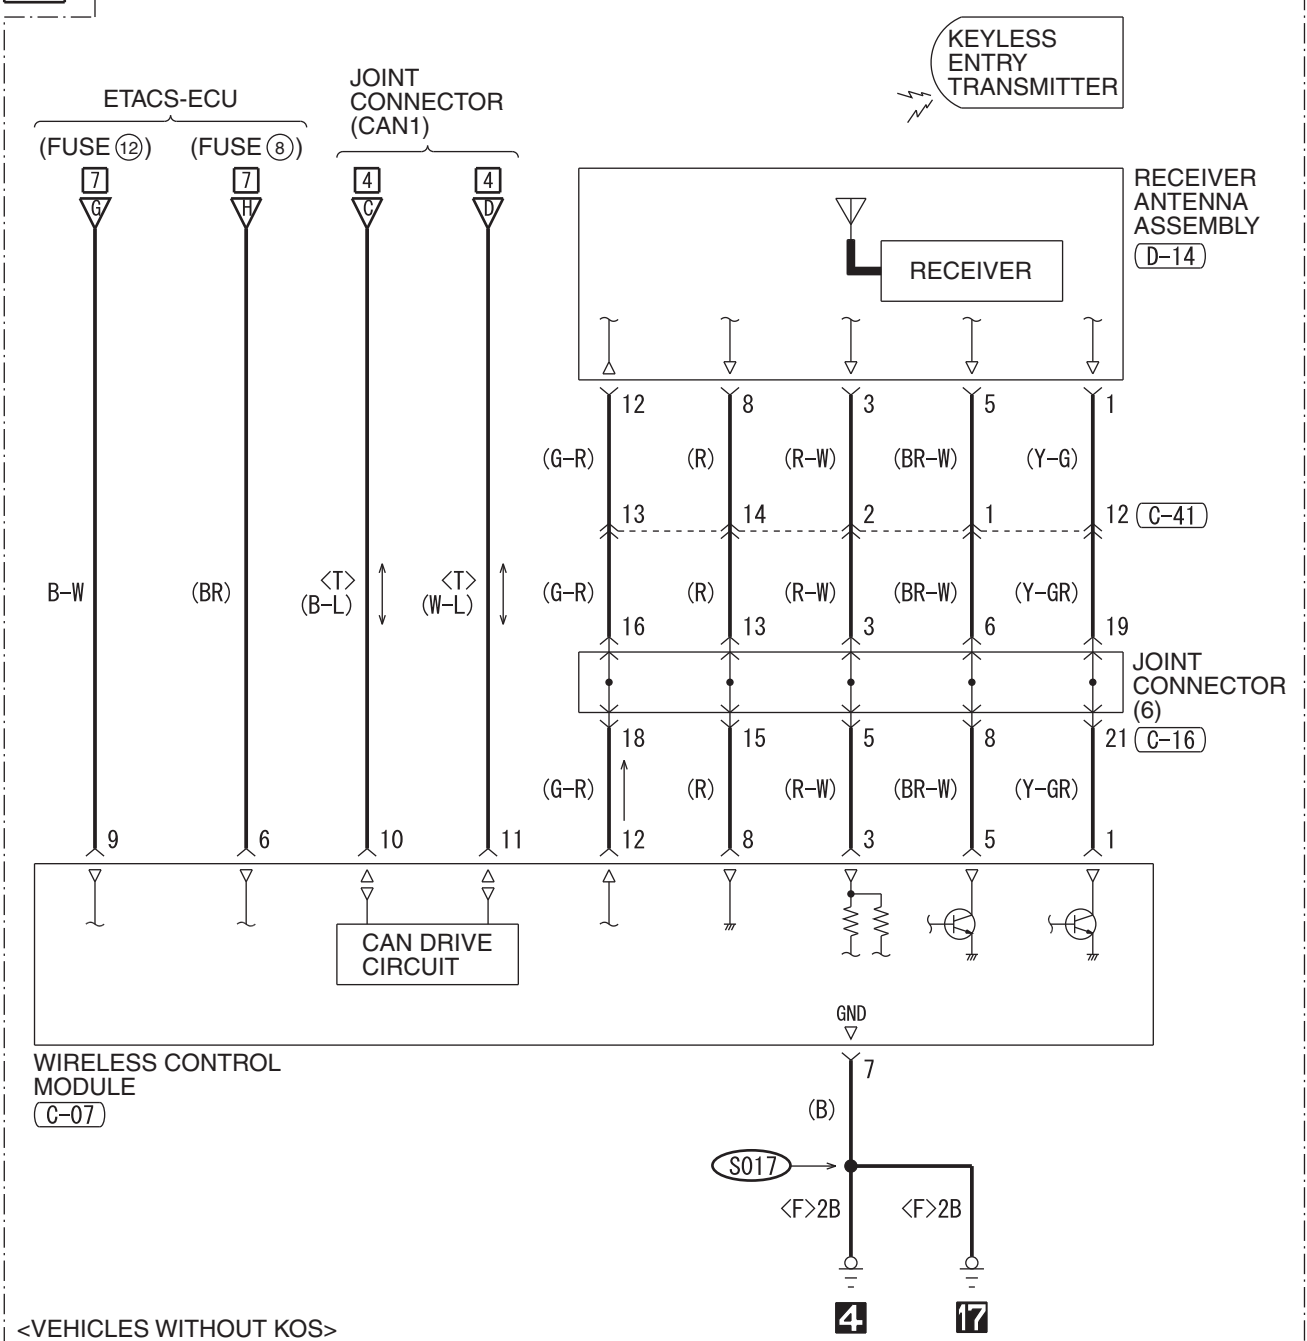 KEYLESS
ENTRY
TRANSMITTER
ETACS-ECU
JOINT
CONNECTOR
(CAN1)
(FUSE 12) (FUSE 8)
7 7 4 4
G H C D
RECEIVER
ANTENNA
ASSEMBLY
D-14
RECEIVER
12 8 3 5 1
(G-R) (R) (R-W) (BR-W) (Y-G)
13 14 2 1 12 C-41
B-W (BR) <T> (B-L) <T> (W-L) (G-R) (R) (R-W) (BR-W) (Y-GR)
16 13 3 6 19
JOINT
CONNECTOR
(6)
18 15 5 8 21 C-16
(G-R) (R) (R-W) (BR-W) (Y-GR)
9 6 10 11 12 8 3 5 1
CAN DRIVE
CIRCUIT
GND
WIRELESS CONTROL
MODULE
C-07
7
(B)
S017
<F>2B <F>2B
4 17
<VEHICLES WITHOUT KOS>